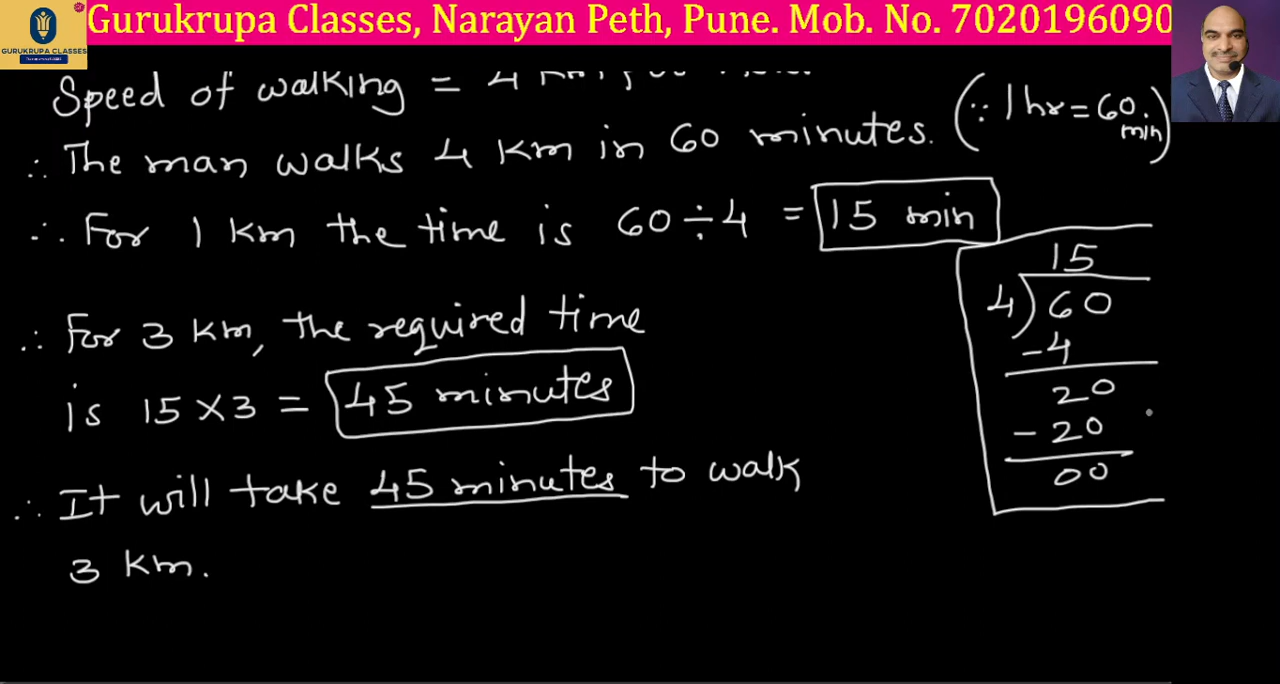 Gurukrupa Classes, Narayan Peth, Pune. Mob. No. 7020196090
GURUKRUPA CLASSES
Speed of walking = 4 km
(∵ 1 hr = 60 min)
∴ The man walks 4 km in 60 minutes.
∴ For 1 km the time is 60 ÷ 4 = 15 min
∴ For 3 km, the required time
is 15 × 3 = 45 minutes
∴ It will take 45 minutes to walk
3 km.
15
4) 60
- 4
20
- 20
00